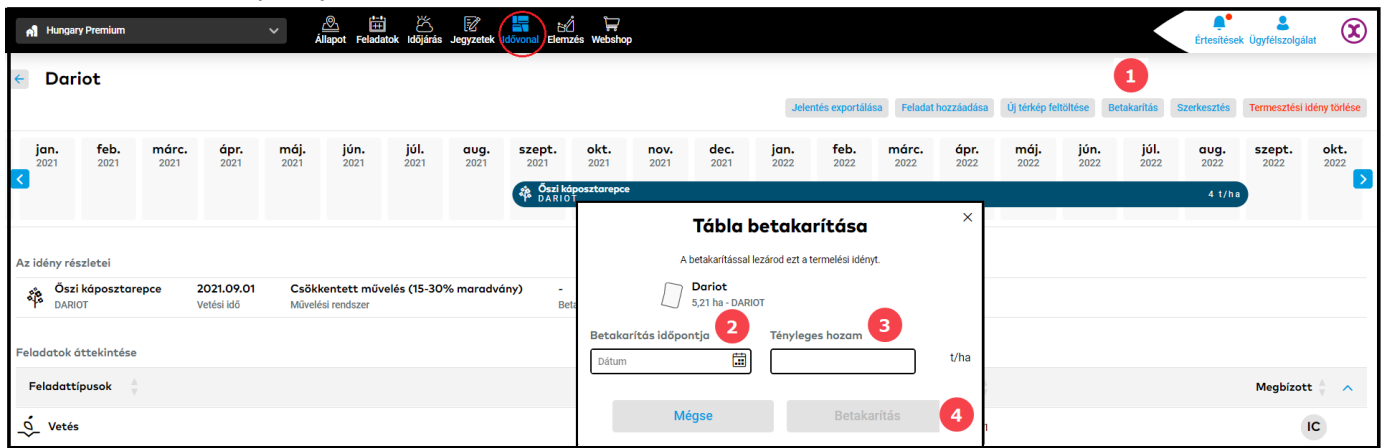 Hungary Premium
Állapot Feladatok Időjárás Jegyzetek Idővonal Elemzés Webshop
Értesítések Ügyfélszolgálat
Dariot
1
Jelentés exportálása Feladat hozzáadása Új térkép feltöltése Betakarítás Szerkesztés Termesztési idény törlése
jan. feb. márc. ápr. máj. jún. júl. aug. szept. okt. nov. dec. jan. feb. márc. ápr. máj. jún. júl. aug. szept. okt.
2021 2021 2021 2021 2021 2021 2021 2021 2021 2021 2021 2021 2022 2022 2022 2022 2022 2022 2022 2022 2022 2022
Őszi káposztarepce
DARIOT
4 t/ha
Az idény részletei
Őszi káposztarepce 2021.09.01 Csökkentett művelés (15-30% maradvány) -
DARIOT Vetési idő Művelési rendszer
Feladatok áttekintése
Feladattípusok
Megbízott
Vetés
IC
Tábla betakarítása
A betakarítással lezárod ezt a termelési idényt.
Dariot
5,21 ha - DARIOT
Betakarítás időpontja 2 Tényleges hozam 3
Dátum t/ha
Mégse Betakarítás 4